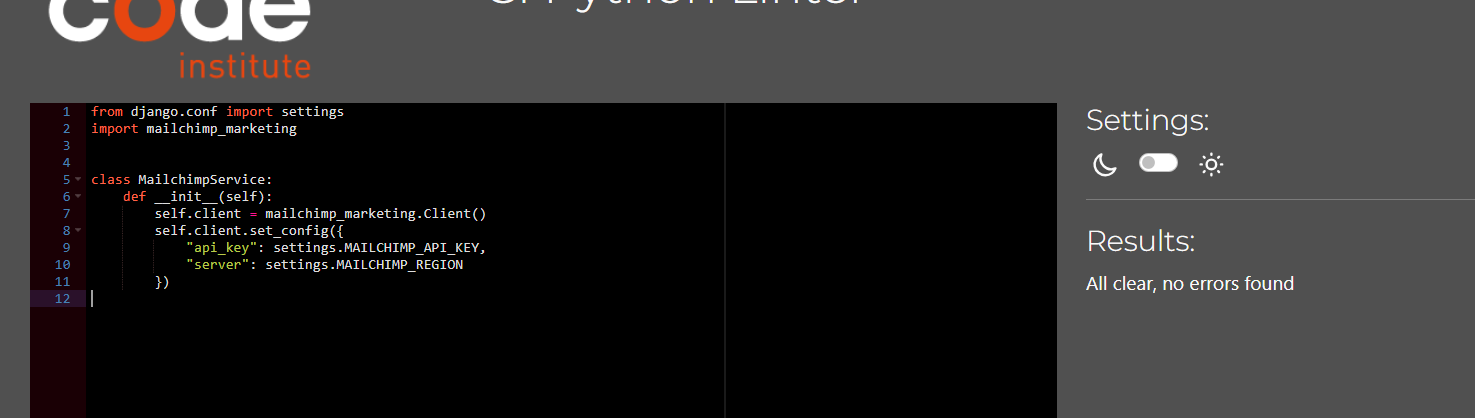 code
institute
CI Python Linter
1 from django.conf import settings
2 import mailchimp_marketing
3
4
5 class MailchimpService:
6     def __init__(self):
7         self.client = mailchimp_marketing.Client()
8         self.client.set_config({
9             "api_key": settings.MAILCHIMP_API_KEY,
10             "server": settings.MAILCHIMP_REGION
11         })
12
Settings:
Results:
All clear, no errors found